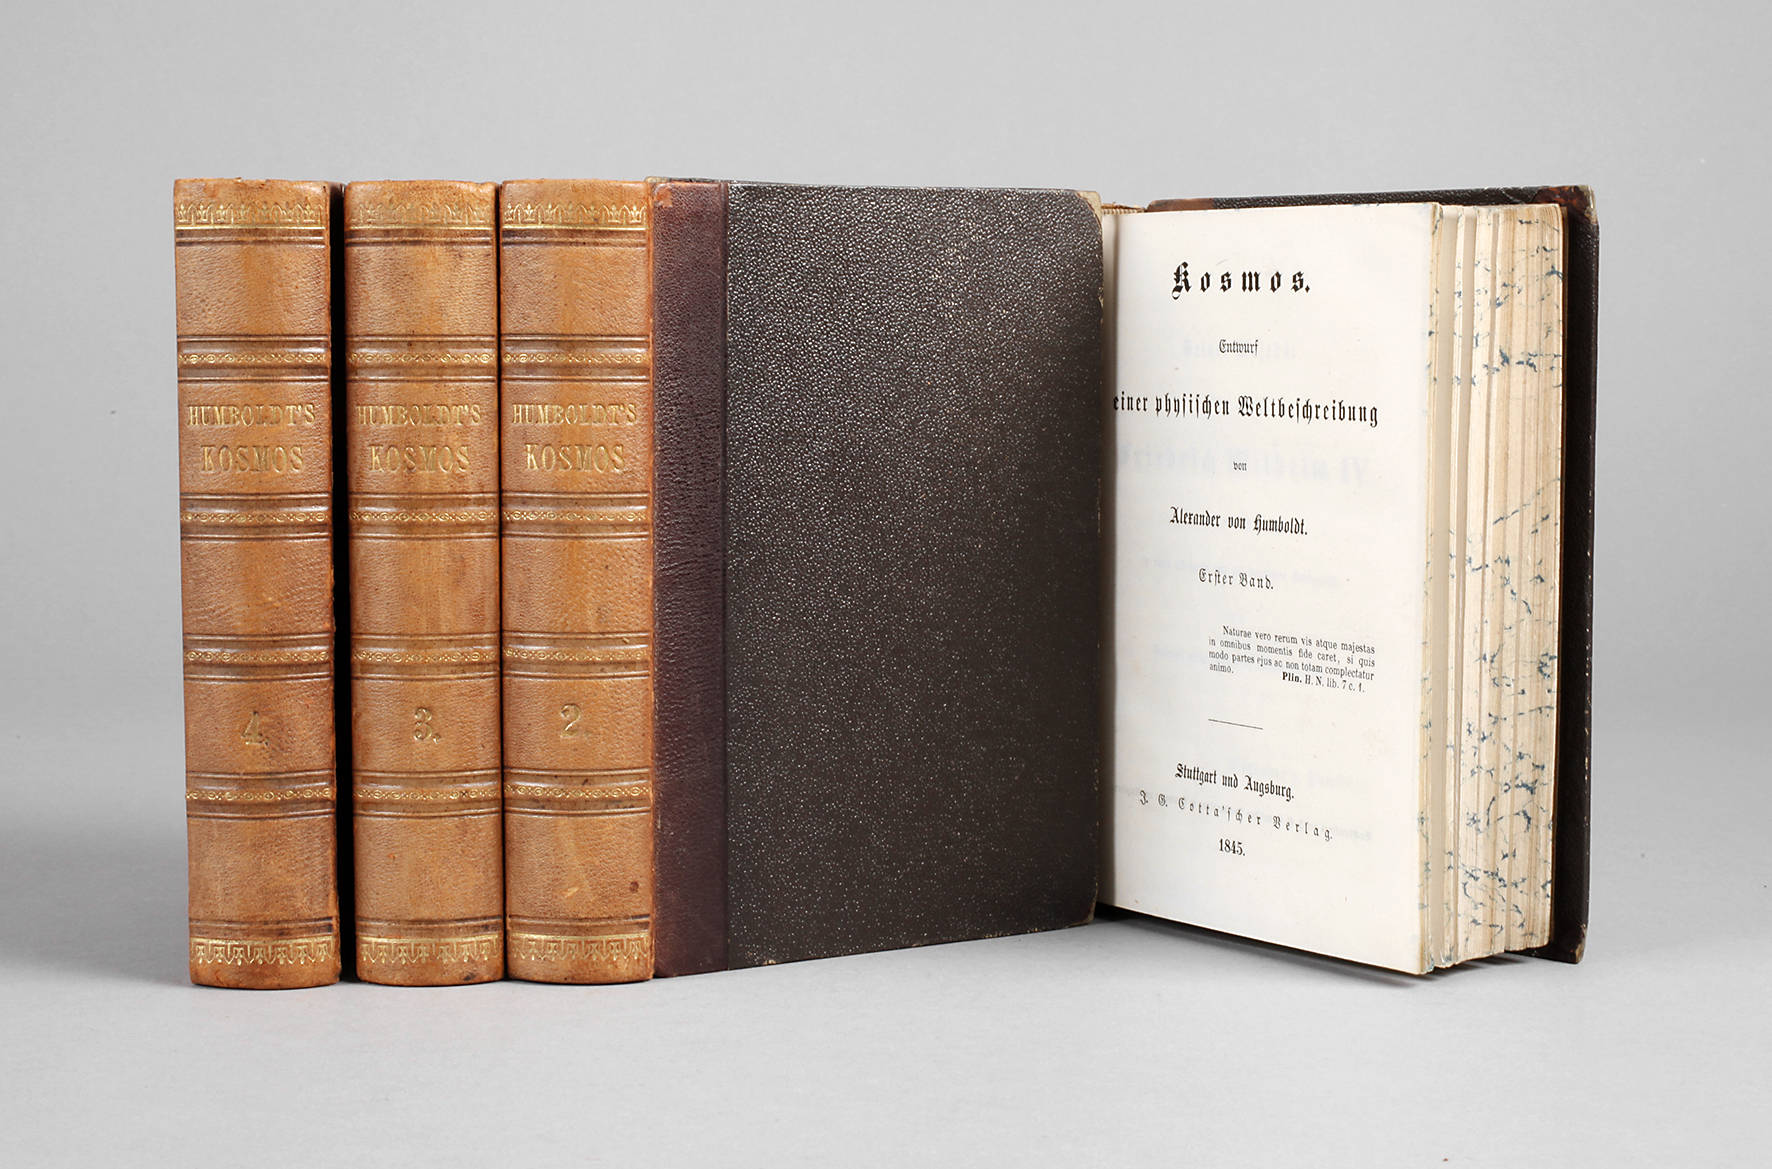 HUMBOLDT'S
KOSMOS
4.
HUMBOLDT'S
KOSMOS
3.
HUMBOLDT'S
KOSMOS
2.
Kosmos.
Entwurf
einer physischen Weltbeschreibung
von
Alexander von Humboldt.
Erster Band.
Naturae vero rerum vis atque majestas
in omnibus momentis fide caret, si quis
modo partes ejus ac non totam complectatur
animo. Plin. H. N. lib. 7 c. 1.
Stuttgart und Augsburg.
J. G. Cotta'scher Verlag.
1845.